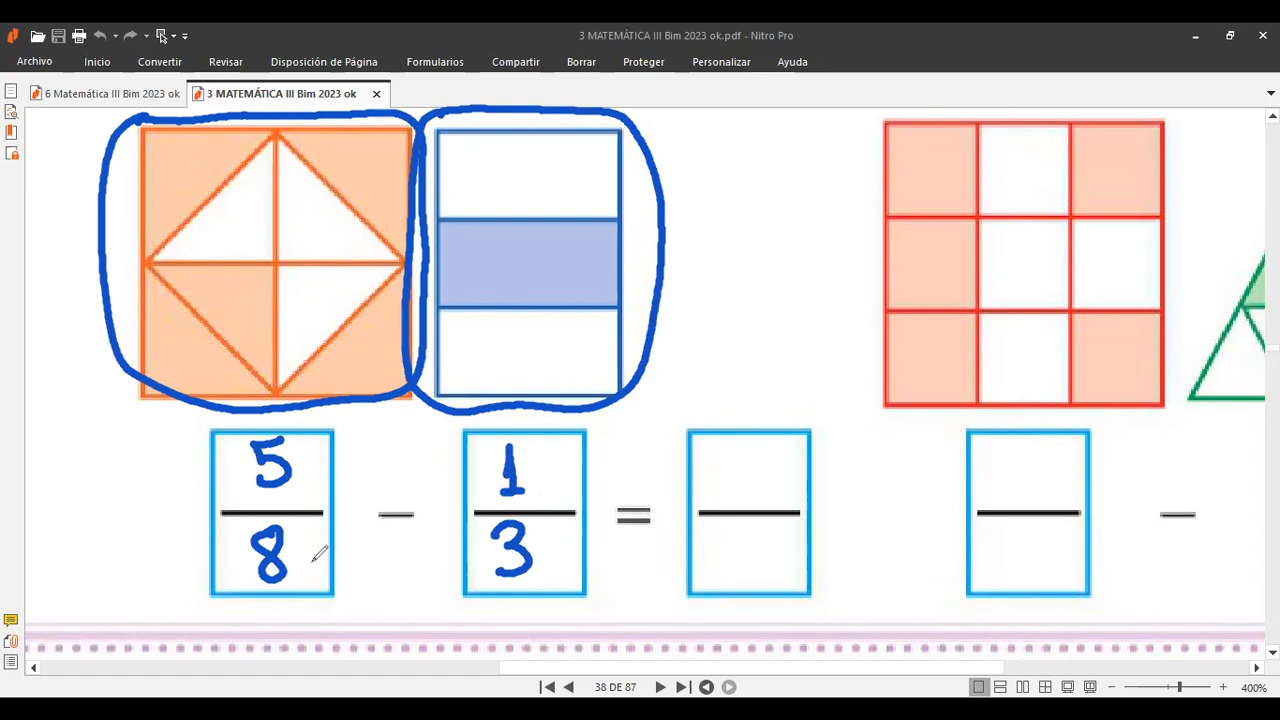 3 MATEMÁTICA III Bim 2023 ok.pdf - Nitro Pro
Archivo Inicio Convertir Revisar Disposición de Página Formularios Compartir Borrar Proteger Personalizar Ayuda
6 Matemática III Bim 2023 ok 3 MATEMÁTICA III Bim 2023 ok
5 1
— — — = — — —
8 3
38 DE 87 400%